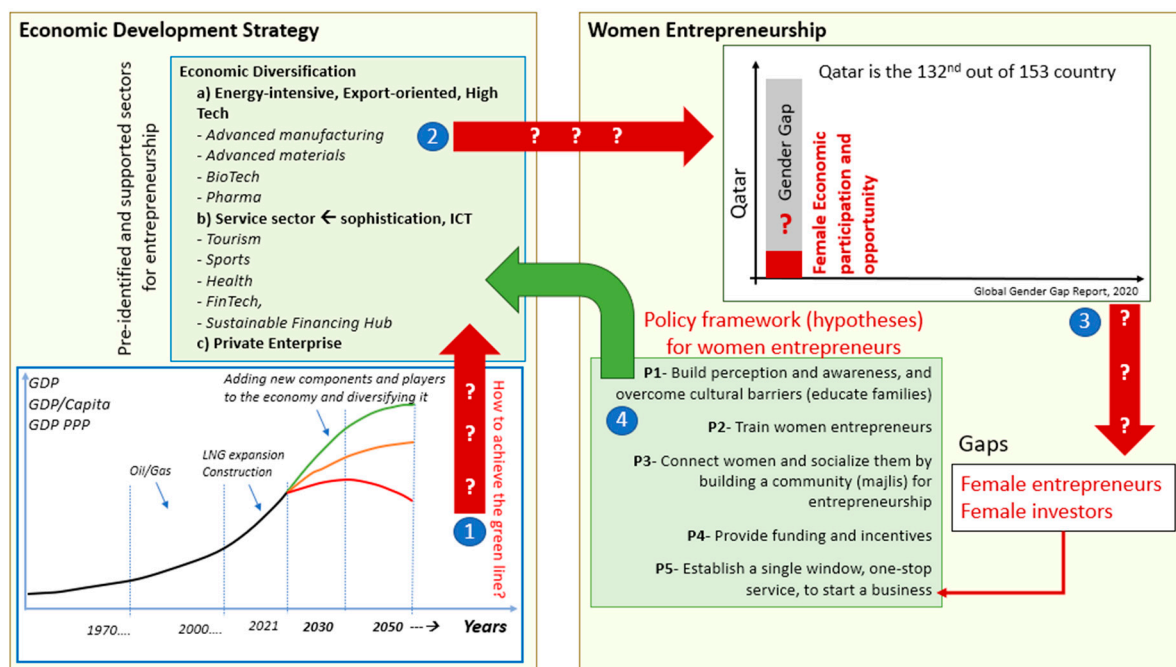 Economic Development Strategy
Pre-identified and supported sectors
for entrepreneurship
Economic Diversification
a) Energy-intensive, Export-oriented, High
Tech
- Advanced manufacturing
- Advanced materials
- BioTech
- Pharma
b) Service sector ← sophistication, ICT
- Tourism
- Sports
- Health
- FinTech,
- Sustainable Financing Hub
c) Private Enterprise
2
? ? ?
GDP
GDP/Capita
GDP PPP
Adding new components and players
to the economy and diversifying it
Oil/Gas
LNG expansion
Construction
1970....
2000....
2021
2030
2050 ---→
Years
?
?
?
1
How to achieve the green line?
Women Entrepreneurship
Qatar is the 132nd out of 153 country
Qatar
? Gender Gap
Female Economic
participation and
opportunity
Global Gender Gap Report, 2020
3
?
?
?
Policy framework (hypotheses)
for women entrepreneurs
4
P1- Build perception and awareness, and
overcome cultural barriers (educate families)
P2- Train women entrepreneurs
P3- Connect women and socialize them by
building a community (majlis) for
entrepreneurship
P4- Provide funding and incentives
P5- Establish a single window, one-stop
service, to start a business
Gaps
Female entrepreneurs
Female investors